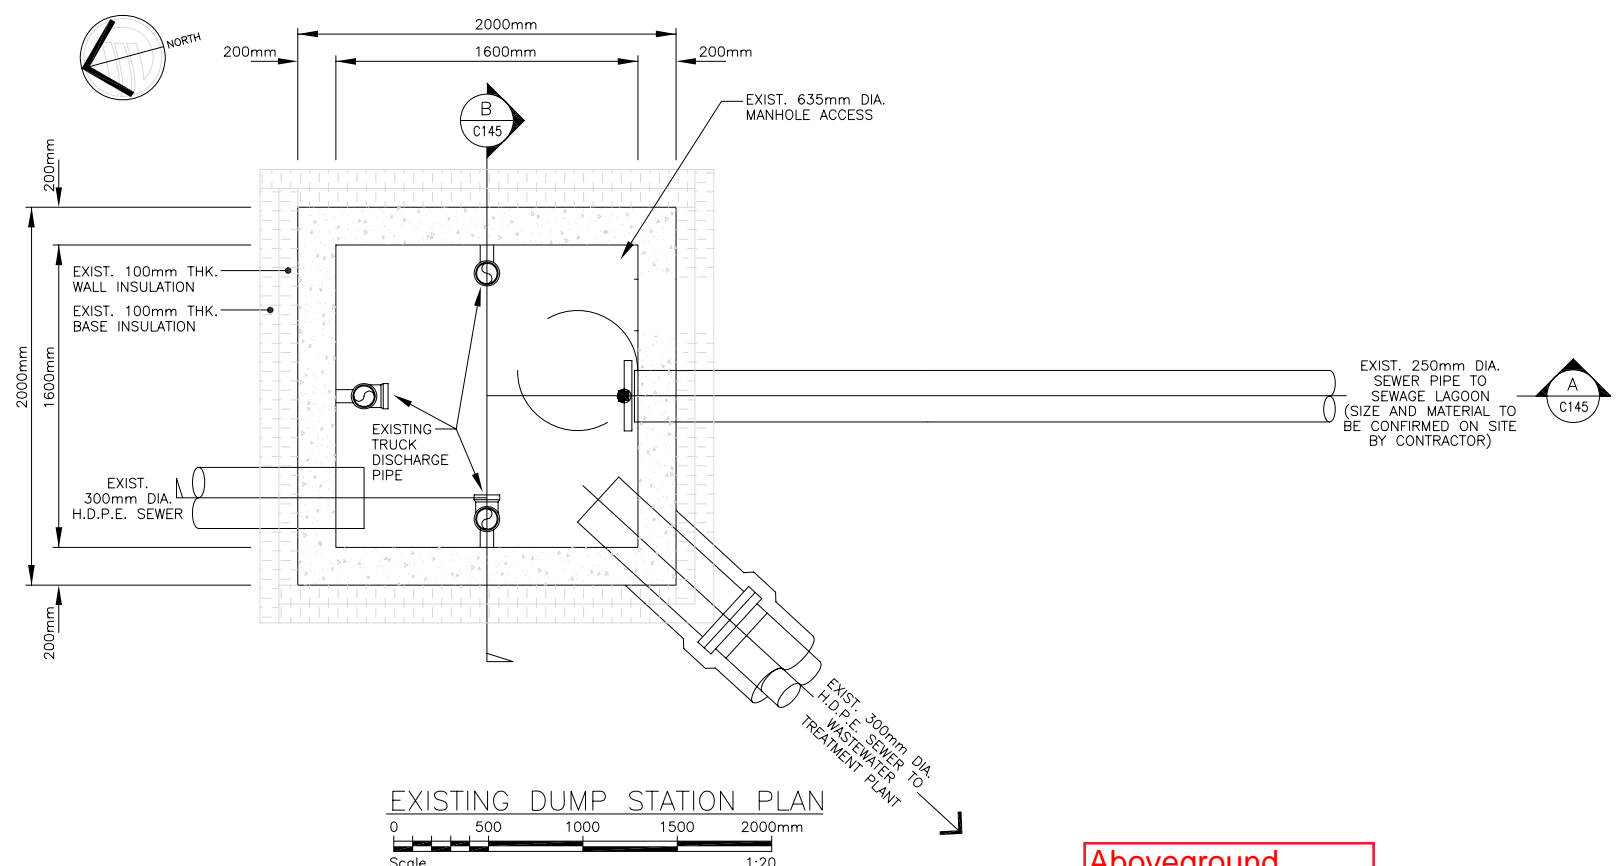 NORTH
2000mm
200mm
1600mm
200mm
B
C145
EXIST. 635mm DIA.
MANHOLE ACCESS
200mm
2000mm
1600mm
200mm
EXIST. 100mm THK.
WALL INSULATION
EXIST. 100mm THK.
BASE INSULATION
EXISTING
TRUCK
DISCHARGE
PIPE
EXIST.
300mm DIA.
H.D.P.E. SEWER
EXIST. 250mm DIA.
SEWER PIPE TO
SEWAGE LAGOON
(SIZE AND MATERIAL TO
BE CONFIRMED ON SITE
BY CONTRACTOR)
A
C145
EXIST. 300mm DIA.
H.D.P.E. SEWER TO
WASTEWATER
TREATMENT PLANT
EXISTING DUMP STATION PLAN
0 500 1000 1500 2000mm
Scale 1:20
Aboveground